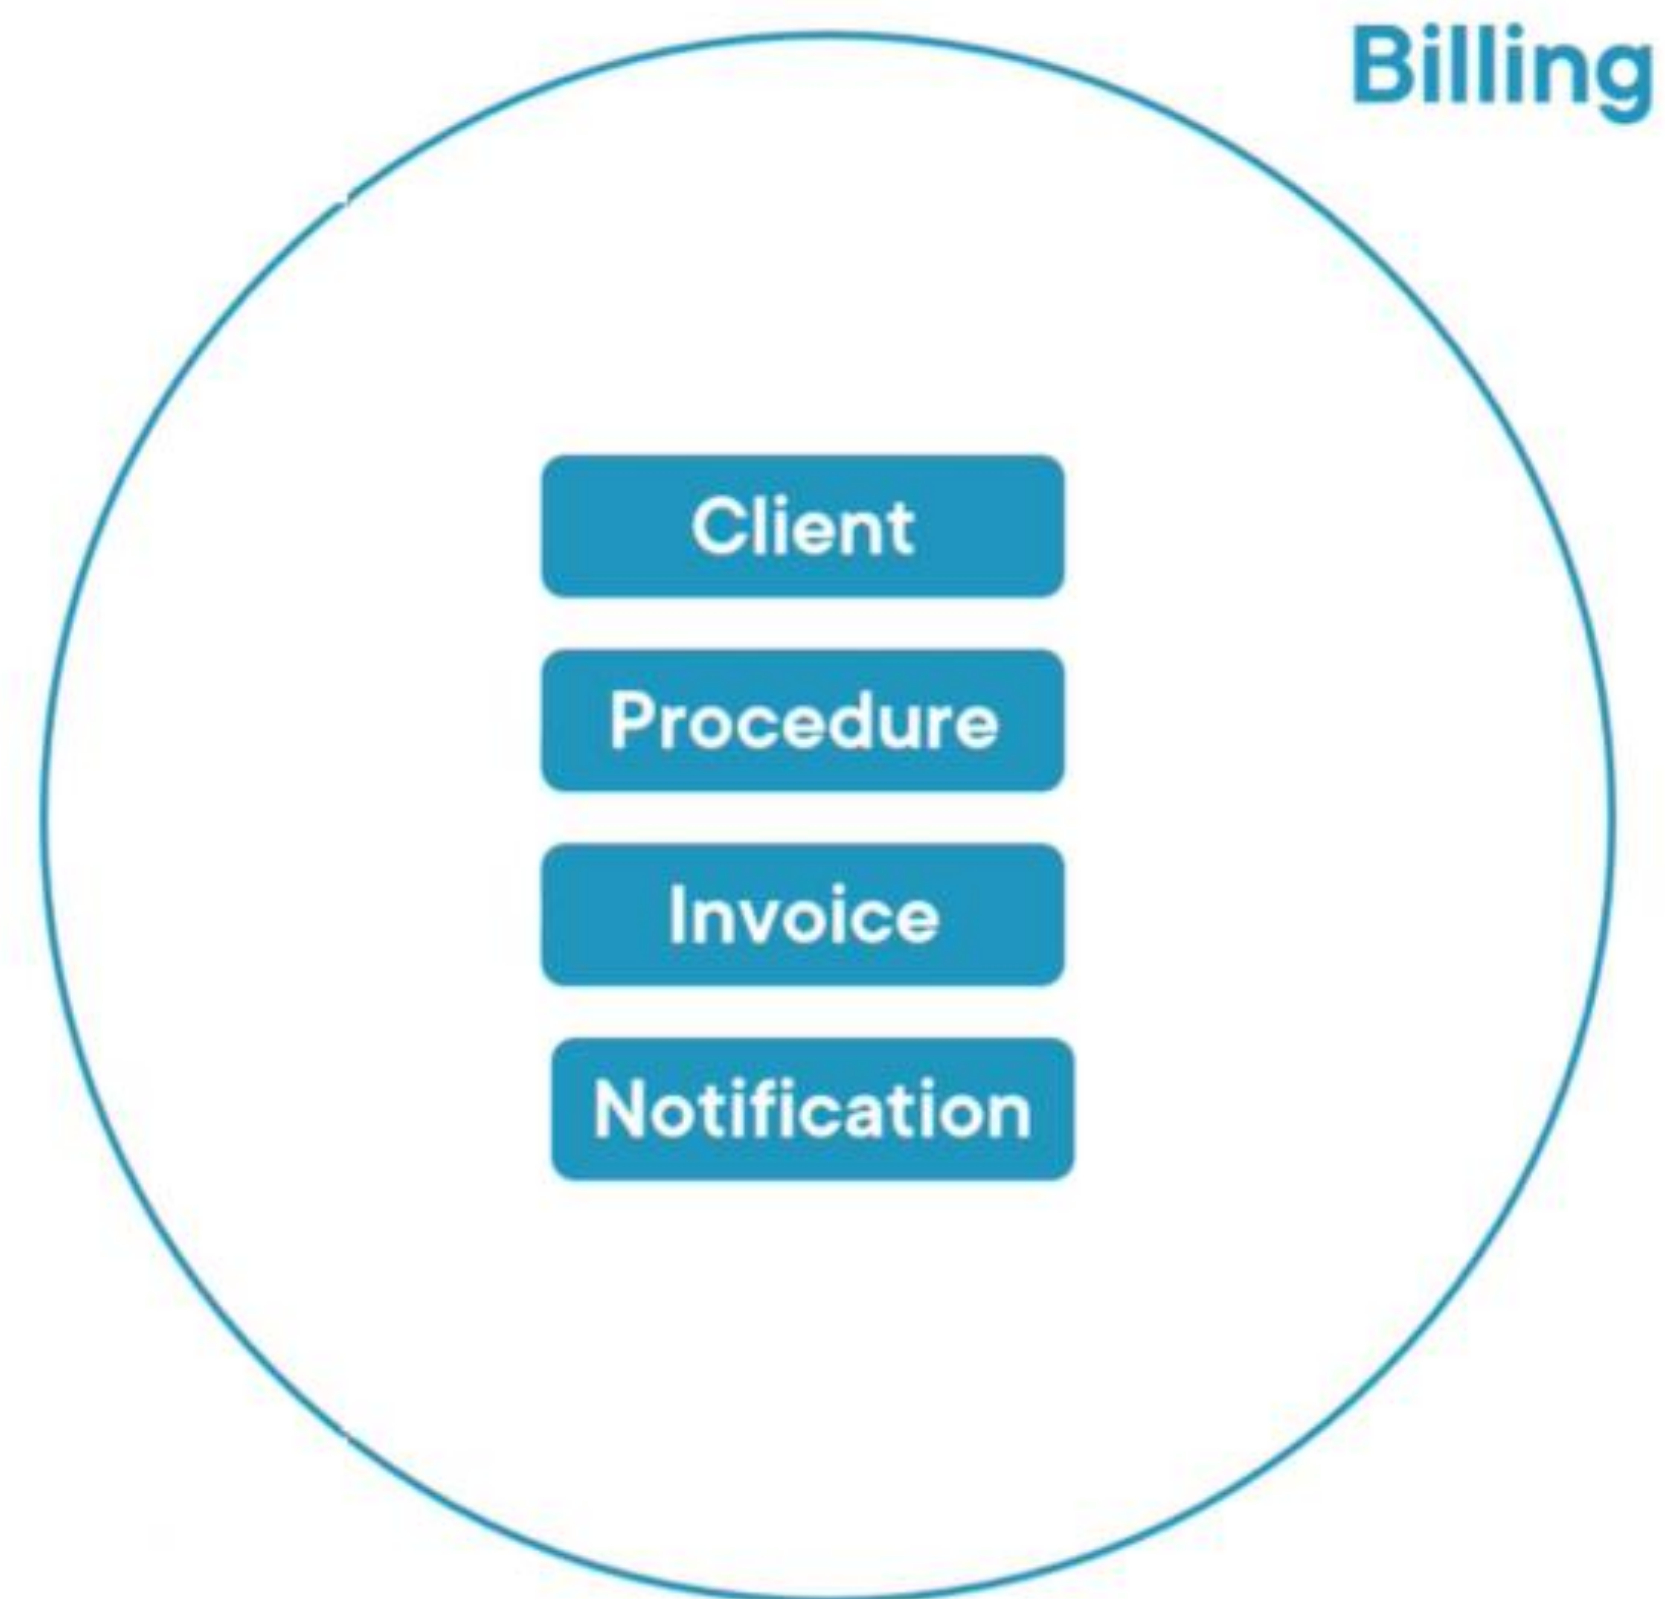 Billing
Client
Procedure
Invoice
Notification